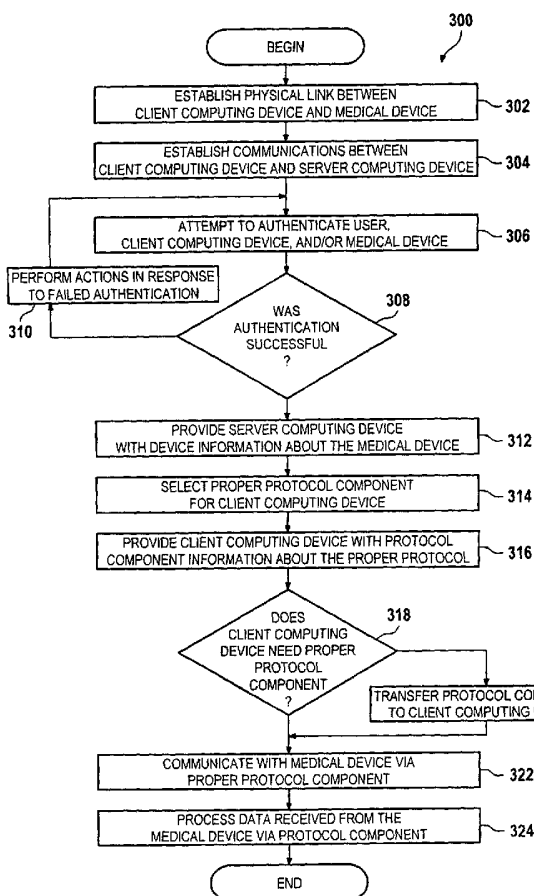 300
BEGIN
ESTABLISH PHYSICAL LINK BETWEEN
CLIENT COMPUTING DEVICE AND MEDICAL DEVICE
302
ESTABLISH COMMUNICATIONS BETWEEN
CLIENT COMPUTING DEVICE AND SERVER COMPUTING DEVICE
304
ATTEMPT TO AUTHENTICATE USER,
CLIENT COMPUTING DEVICE, AND/OR MEDICAL DEVICE
306
PERFORM ACTIONS IN RESPONSE
TO FAILED AUTHENTICATION
310
WAS
AUTHENTICATION
SUCCESSFUL
?
308
PROVIDE SERVER COMPUTING DEVICE
WITH DEVICE INFORMATION ABOUT THE MEDICAL DEVICE
312
SELECT PROPER PROTOCOL COMPONENT
FOR CLIENT COMPUTING DEVICE
314
PROVIDE CLIENT COMPUTING DEVICE WITH PROTOCOL
COMPONENT INFORMATION ABOUT THE PROPER PROTOCOL
316
DOES
CLIENT COMPUTING
DEVICE NEED PROPER
PROTOCOL
COMPONENT
?
318
TRANSFER PROTOCOL
TO CLIENT COMPUTING
COMMUNICATE WITH MEDICAL DEVICE VIA
PROPER PROTOCOL COMPONENT
322
PROCESS DATA RECEIVED FROM THE
MEDICAL DEVICE VIA PROTOCOL COMPONENT
324
END